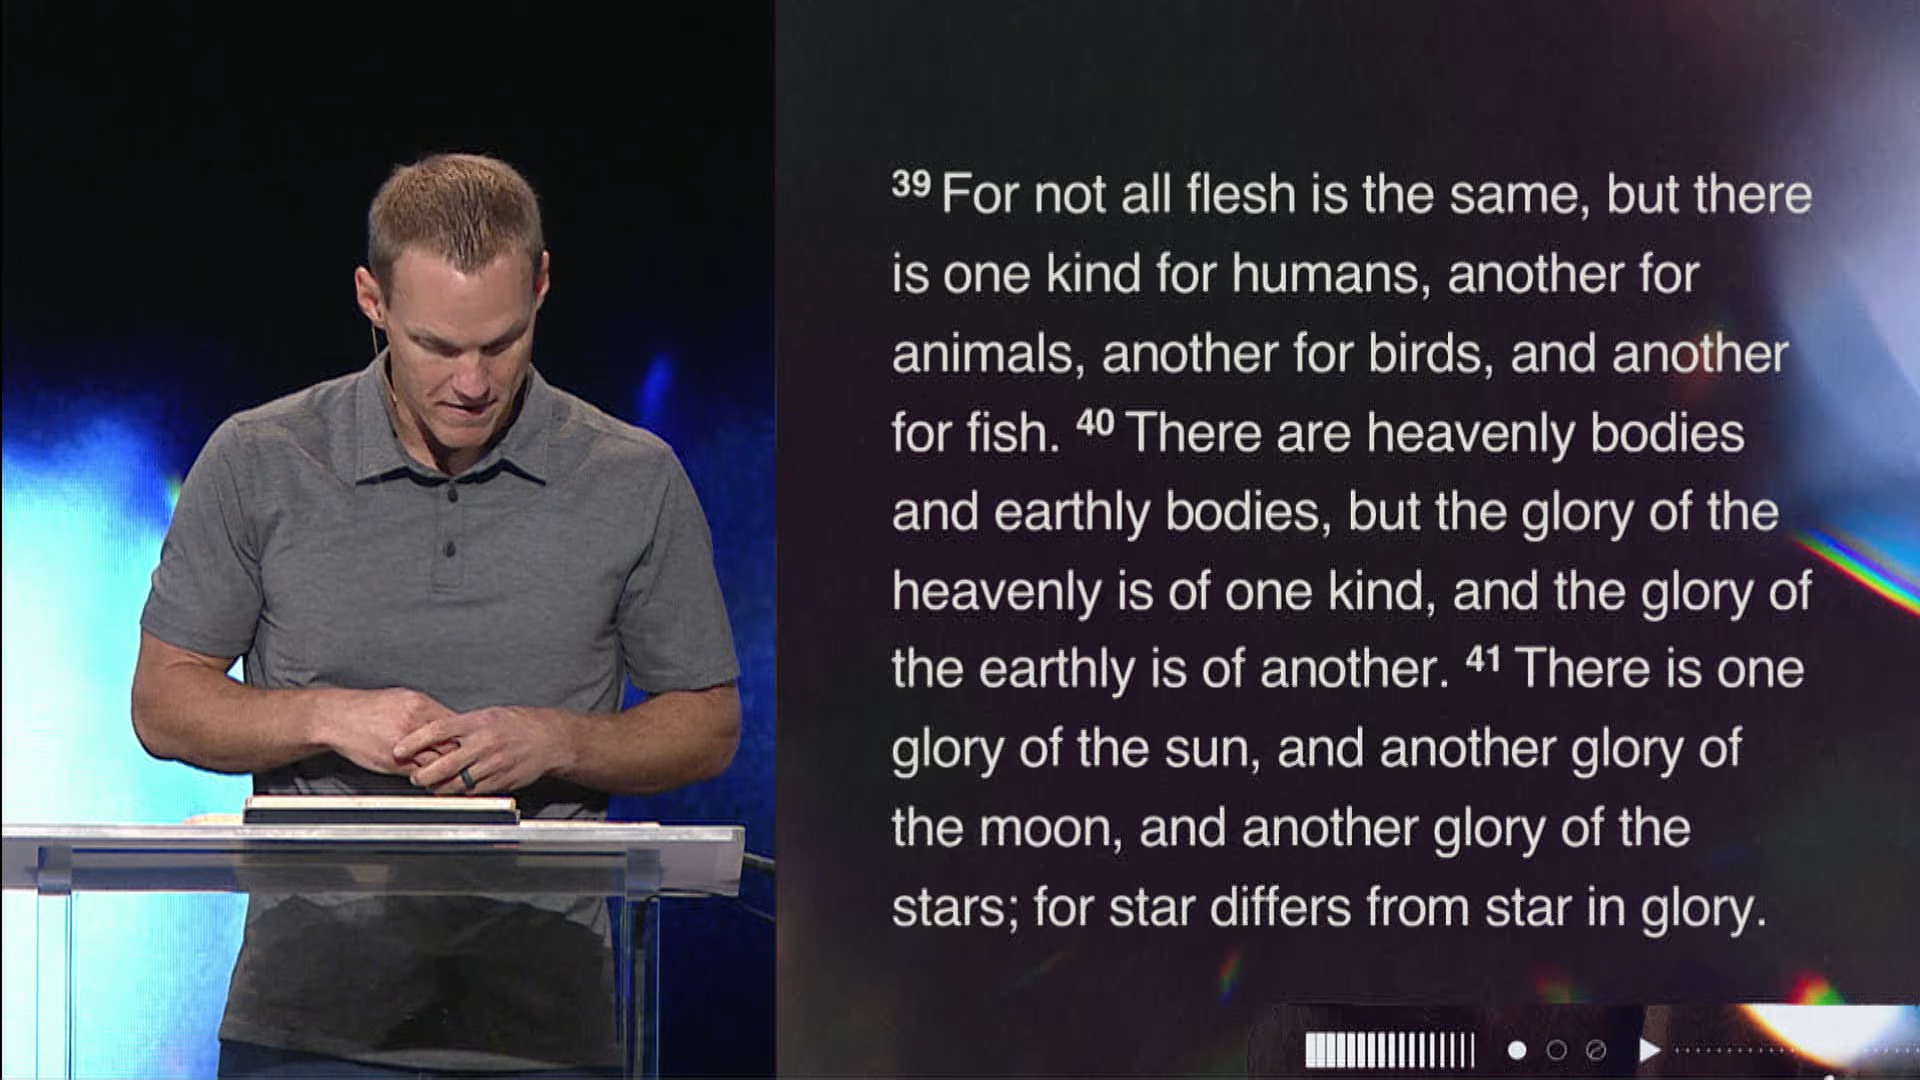 39 For not all flesh is the same, but there
is one kind for humans, another for
animals, another for birds, and another
for fish. 40 There are heavenly bodies
and earthly bodies, but the glory of the
heavenly is of one kind, and the glory of
the earthly is of another. 41 There is one
glory of the sun, and another glory of
the moon, and another glory of the
stars; for star differs from star in glory.